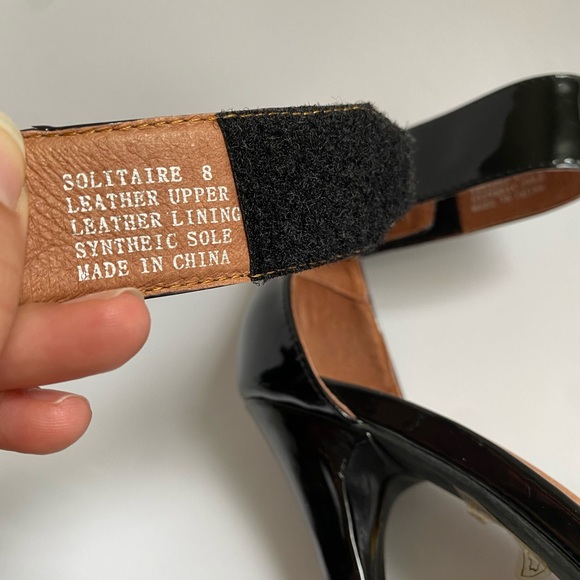 SOLITAIRE 8
LEATHER UPPER
LEATHER LINING
SYNTHEIC SOLE
MADE IN CHINA